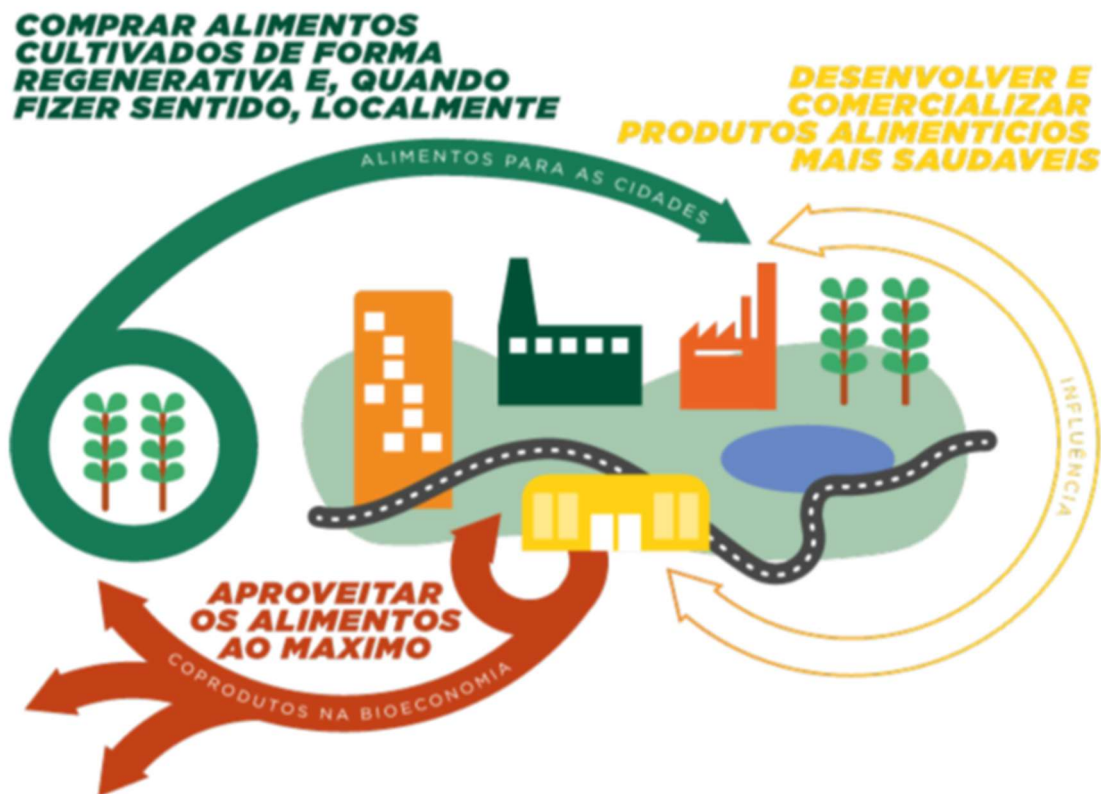 COMPRAR ALIMENTOS
CULTIVADOS DE FORMA
REGENERATIVA E, QUANDO
FIZER SENTIDO, LOCALMENTE
DESENVOLVER E
COMERCIALIZAR
PRODUTOS ALIMENTICIOS
MAIS SAUDAVEIS
ALIMENTOS PARA AS CIDADES
INFLUÊNCIA
APROVEITAR
OS ALIMENTOS
AO MAXIMO
COPRODUTOS NA BIOECONOMIA